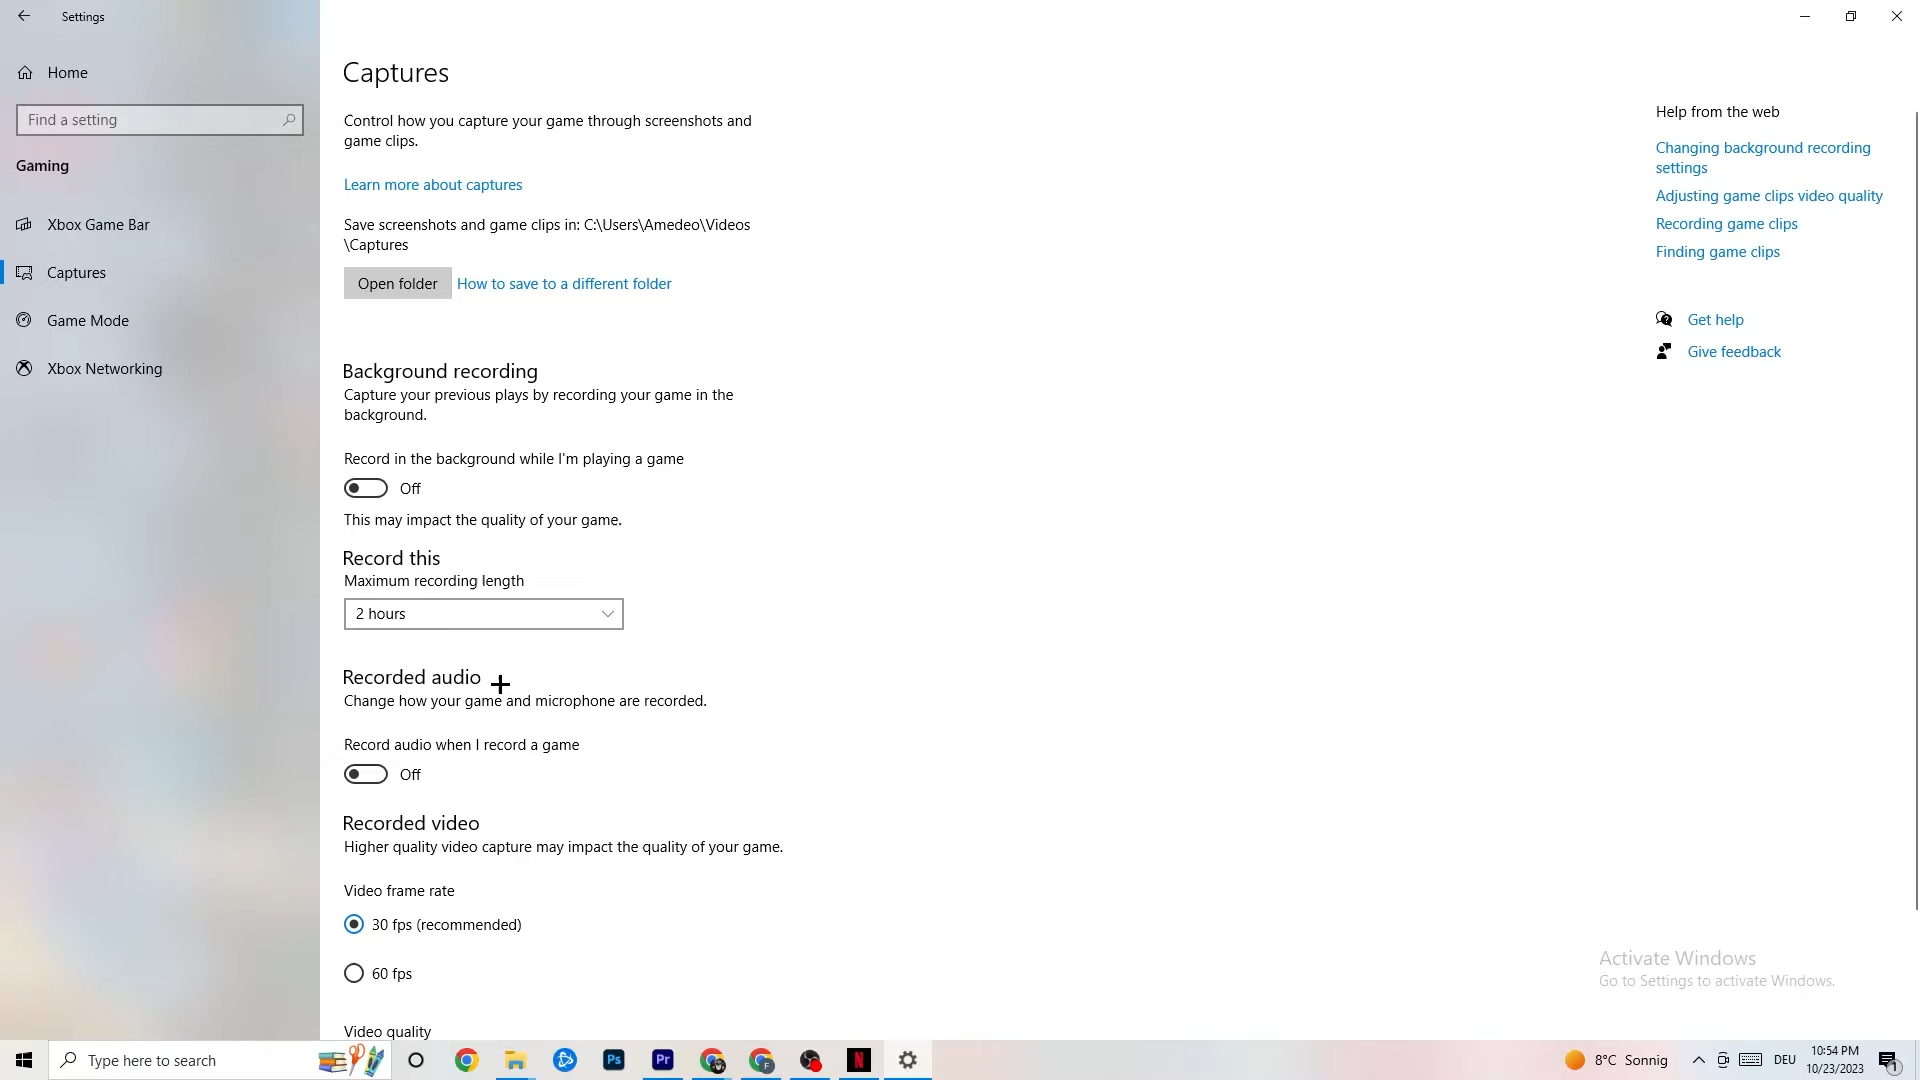 Settings
Home
Find a setting
Gaming
Xbox Game Bar
Captures
Game Mode
Xbox Networking
Captures
Control how you capture your game through screenshots and
game clips.
Learn more about captures
Save screenshots and game clips in: C:\Users\Amedeo\Videos
\Captures
Open folder
How to save to a different folder
Background recording
Capture your previous plays by recording your game in the
background.
Record in the background while I'm playing a game
Off
This may impact the quality of your game.
Record this
Maximum recording length
2 hours
Recorded audio
Change how your game and microphone are recorded.
Record audio when I record a game
Off
Recorded video
Higher quality video capture may impact the quality of your game.
Video frame rate
30 fps (recommended)
60 fps
Video quality
Help from the web
Changing background recording
settings
Adjusting game clips video quality
Recording game clips
Finding game clips
Get help
Give feedback
Activate Windows
Go to Settings to activate Windows.
Type here to search
Ps
Pr
F
N
8°C Sonnig
DEU
10:54 PM
10/23/2023
1